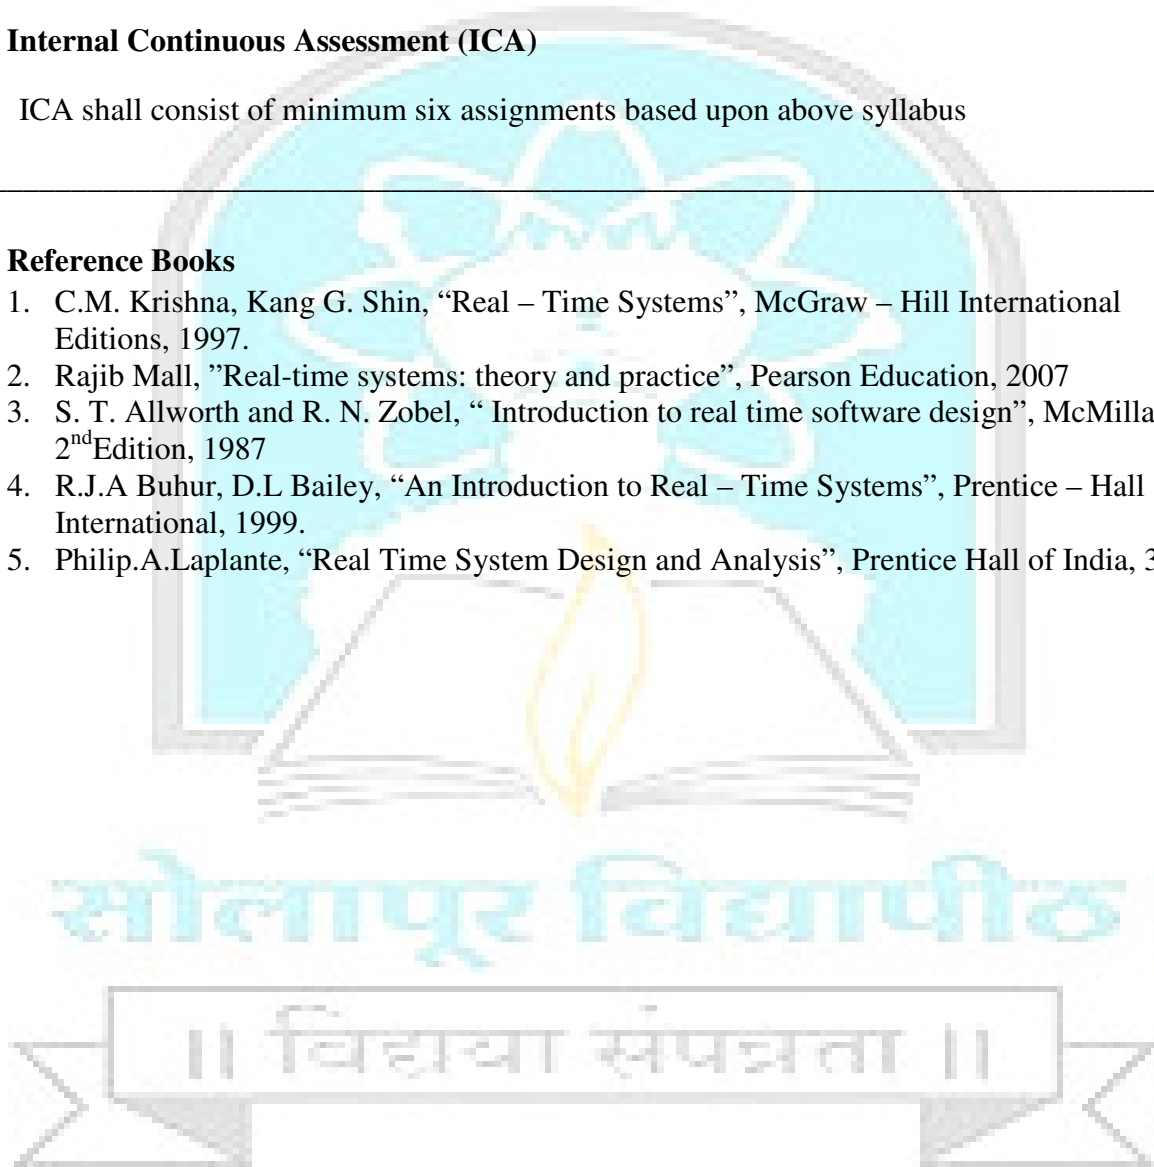 Internal Continuous Assessment (ICA)
ICA shall consist of minimum six assignments based upon above syllabus
Reference Books
1. C.M. Krishna, Kang G. Shin, “Real – Time Systems”, McGraw – Hill International
Editions, 1997.
2. Rajib Mall, ”Real-time systems: theory and practice”, Pearson Education, 2007
3. S. T. Allworth and R. N. Zobel, “ Introduction to real time software design”, McMilla
2ndEdition, 1987
4. R.J.A Buhur, D.L Bailey, “An Introduction to Real – Time Systems”, Prentice – Hall
International, 1999.
5. Philip.A.Laplante, “Real Time System Design and Analysis”, Prentice Hall of India, 3
सोलापूर विद्यापीठ
|| विद्यया संपन्नता ||